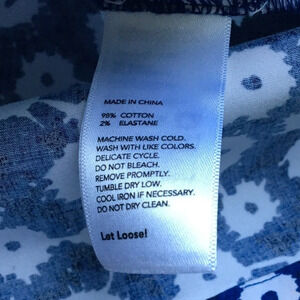 MADE IN CHINA
98% COTTON
2% ELASTANE
MACHINE WASH COLD.
WASH WITH LIKE COLORS.
DELICATE CYCLE.
DO NOT BLEACH.
REMOVE PROMPTLY.
TUMBLE DRY LOW.
COOL IRON IF NECESSARY.
DO NOT DRY CLEAN.
Let Loose!